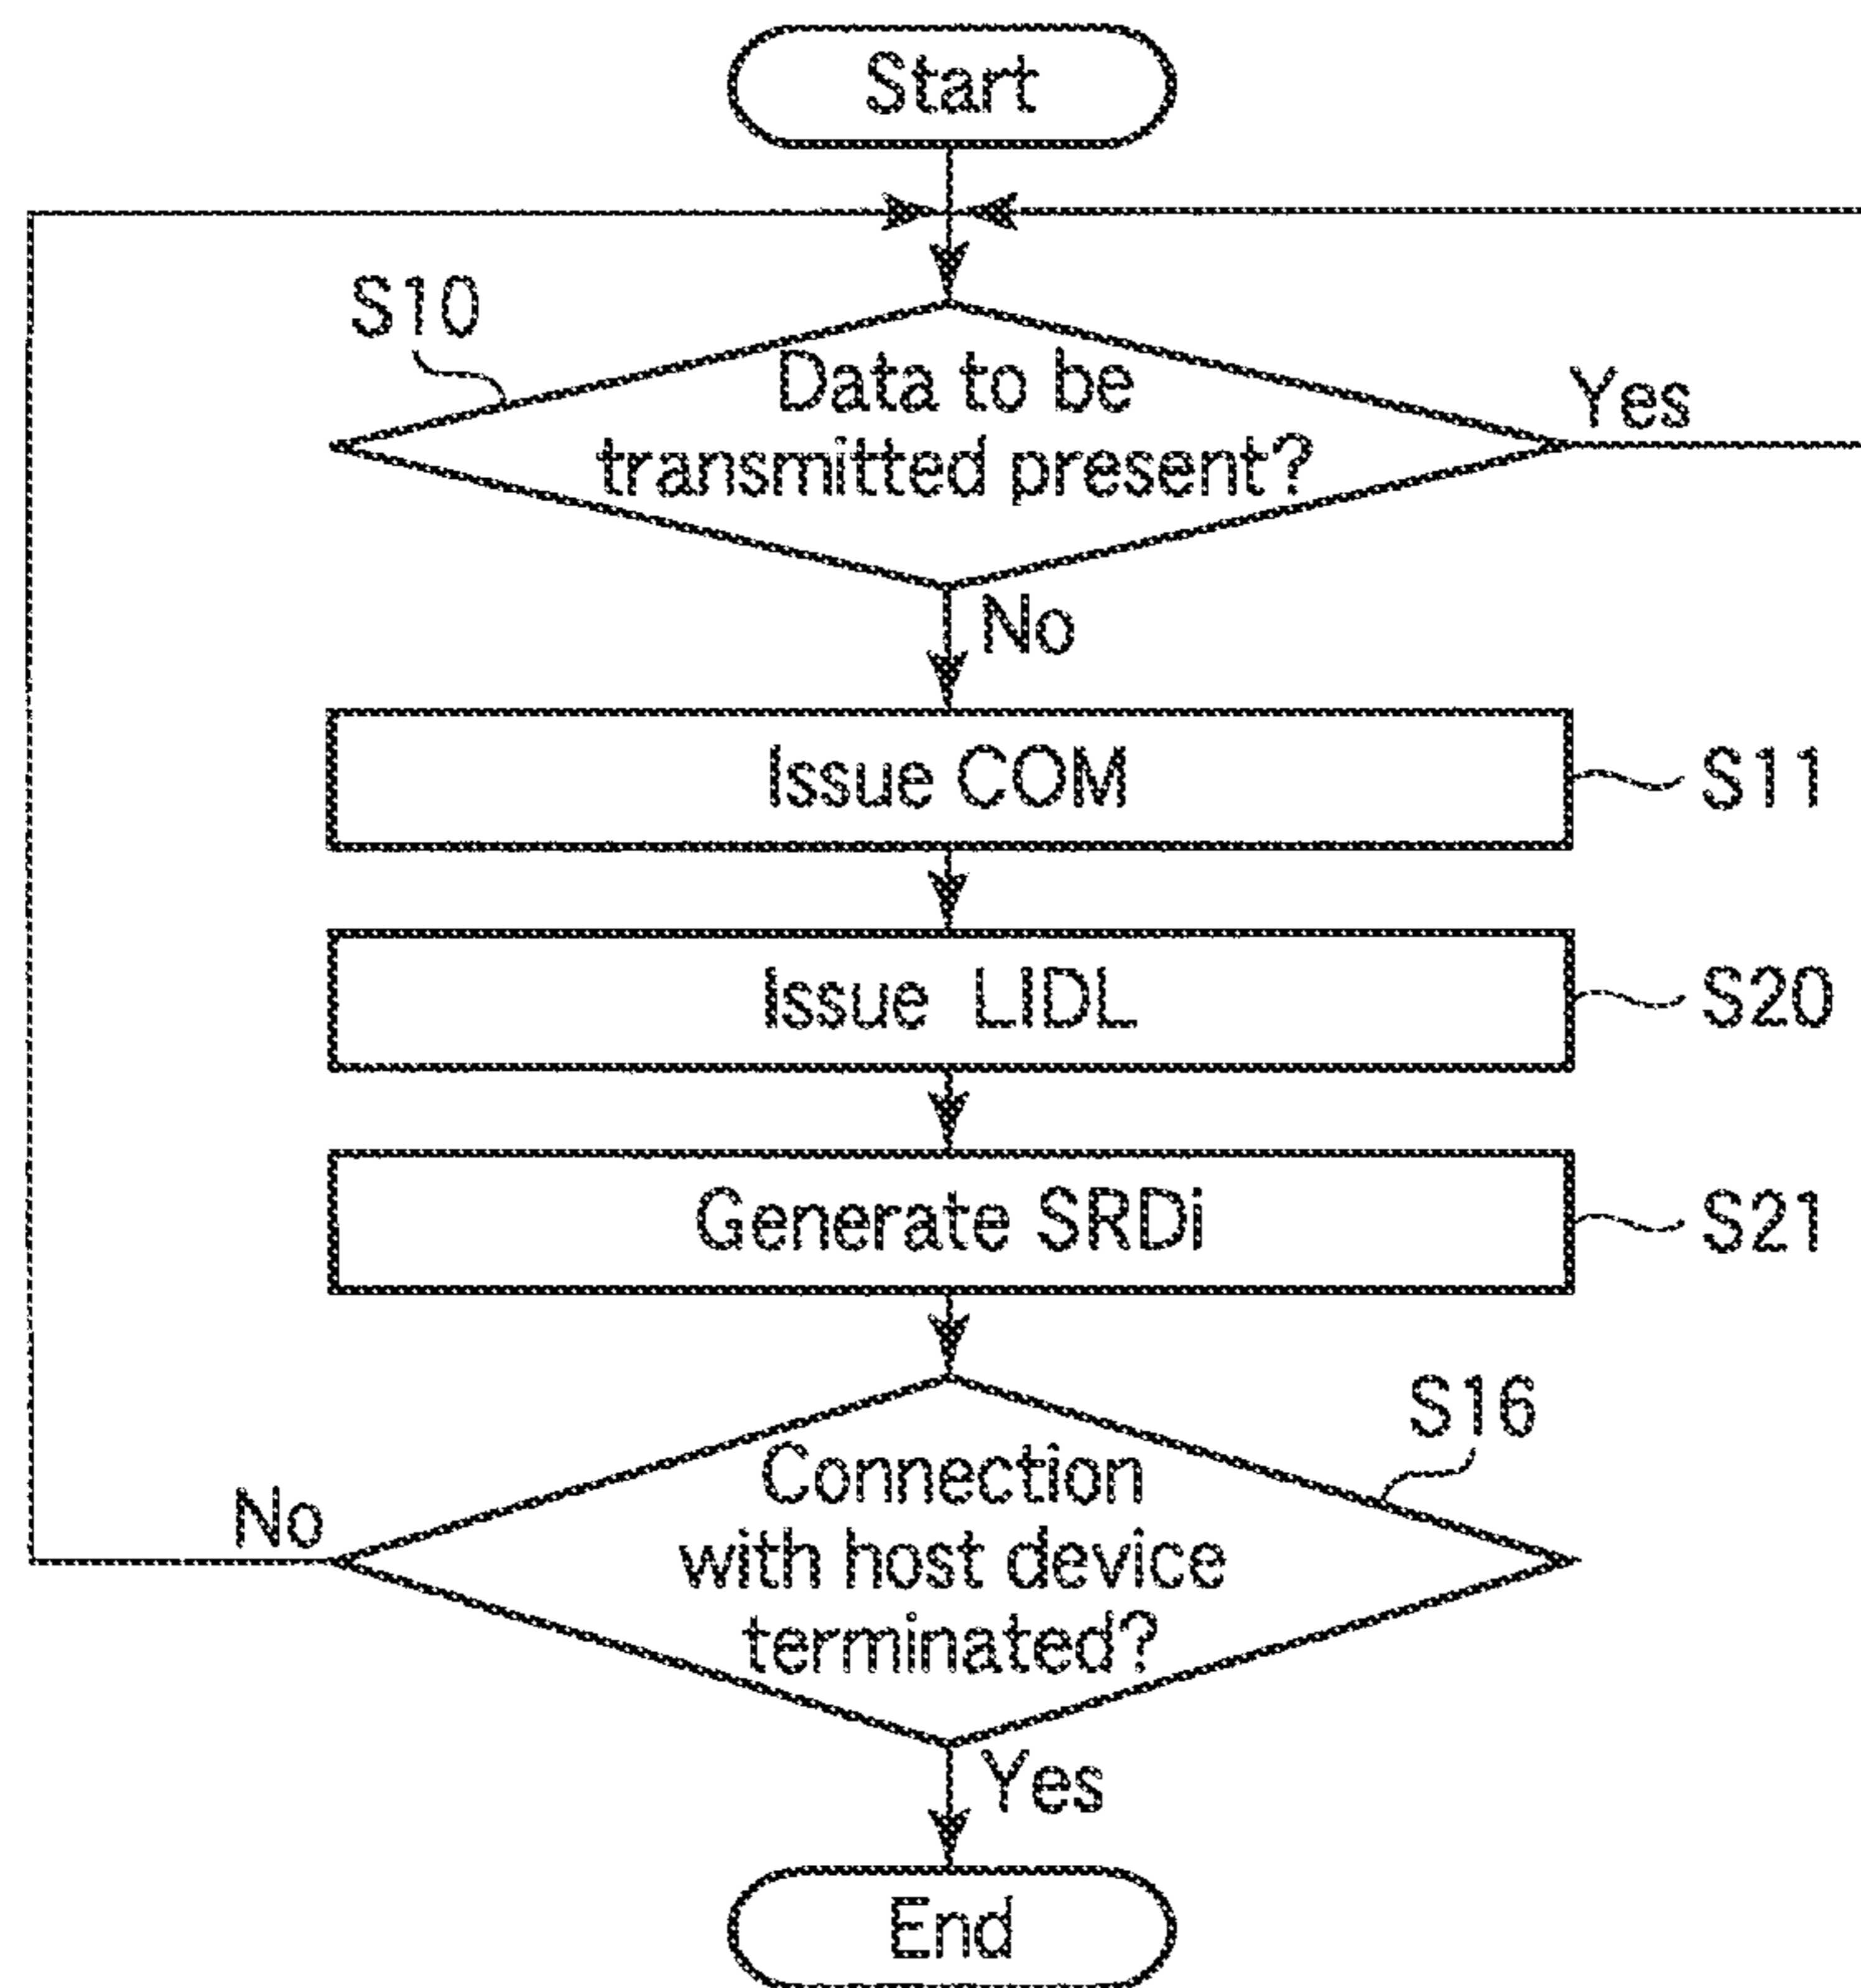 Start
S10
Data to be
transmitted present?
Yes
No
Issue COM
S11
Issue LIDL
S20
Generate SRDi
S21
S16
Connection
with host device
terminated?
No
Yes
End